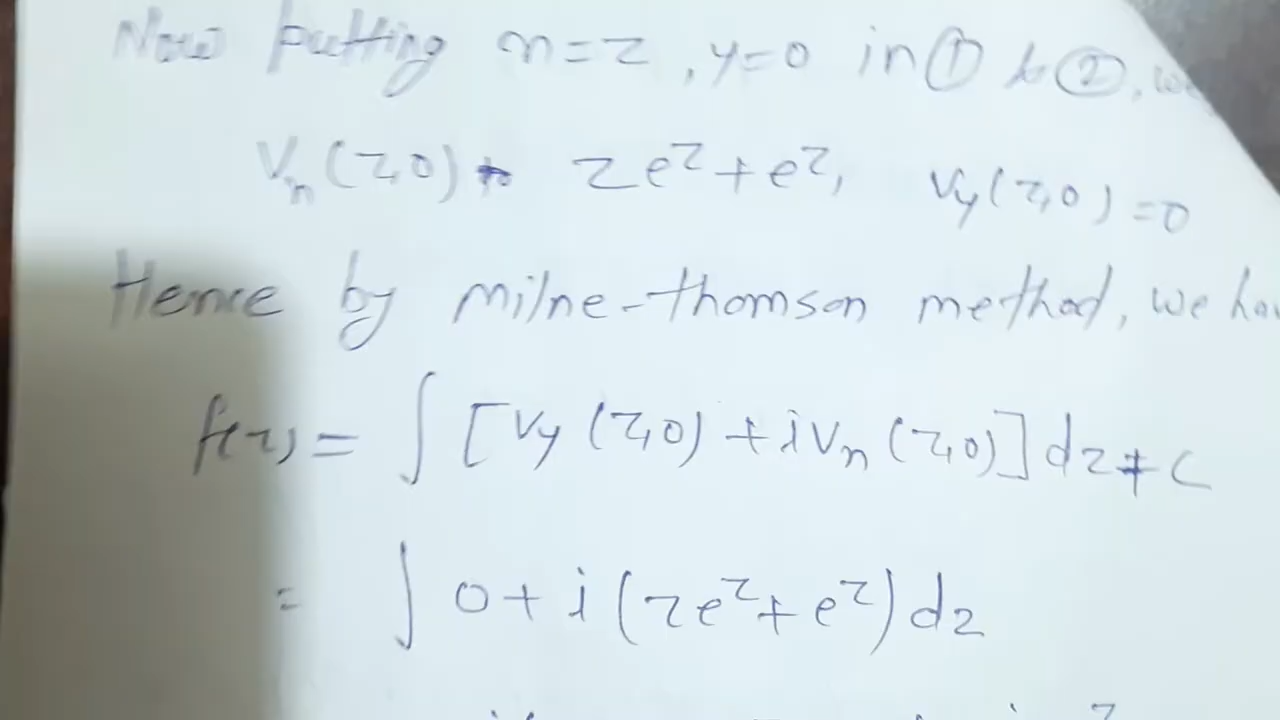 Now putting x=z, y=0 in ① & ②, we
Vx(z,0) = ze^z+e^z, Vy(z,0)=0
Hence by milne-thomson method, we hav
f(z) = ∫ [Vy(z,0) + iVx(z,0)] dz + C
= ∫ 0 + i(ze^z+e^z) dz